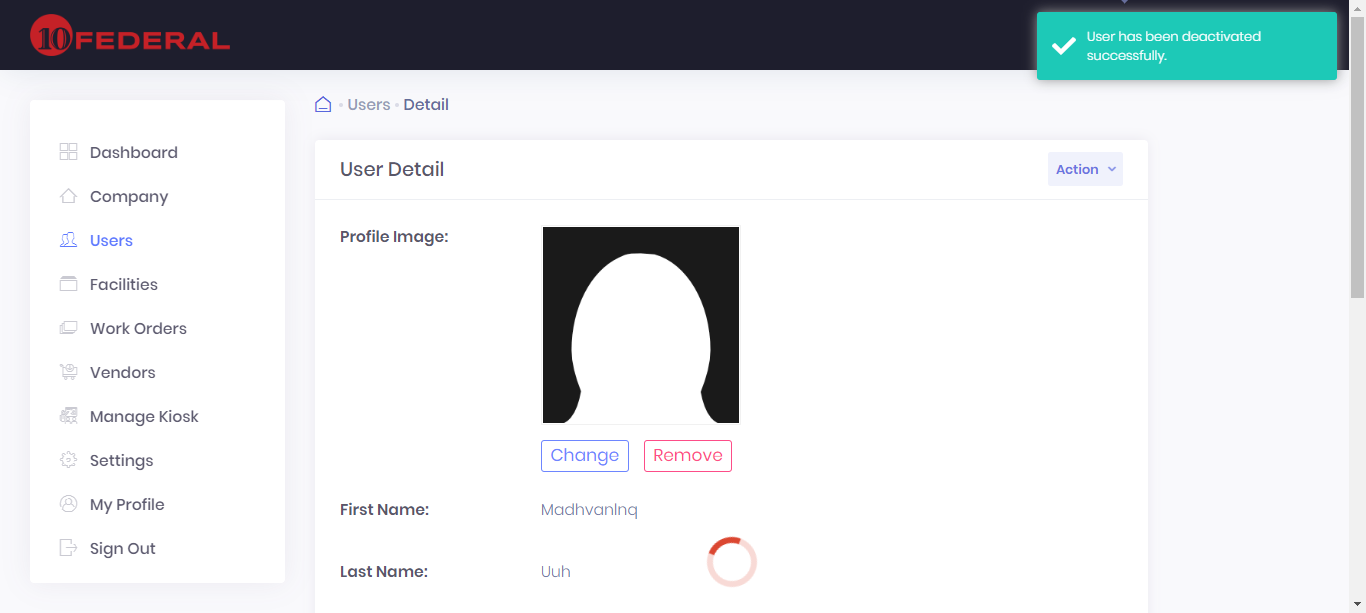 10 FEDERAL
User has been deactivated
successfully.
Users • Detail
Dashboard
Company
Users
Facilities
Work Orders
Vendors
Manage Kiosk
Settings
My Profile
Sign Out
User Detail
Action
Profile Image:
Change Remove
First Name: Madhvanlnq
Last Name: Uuh